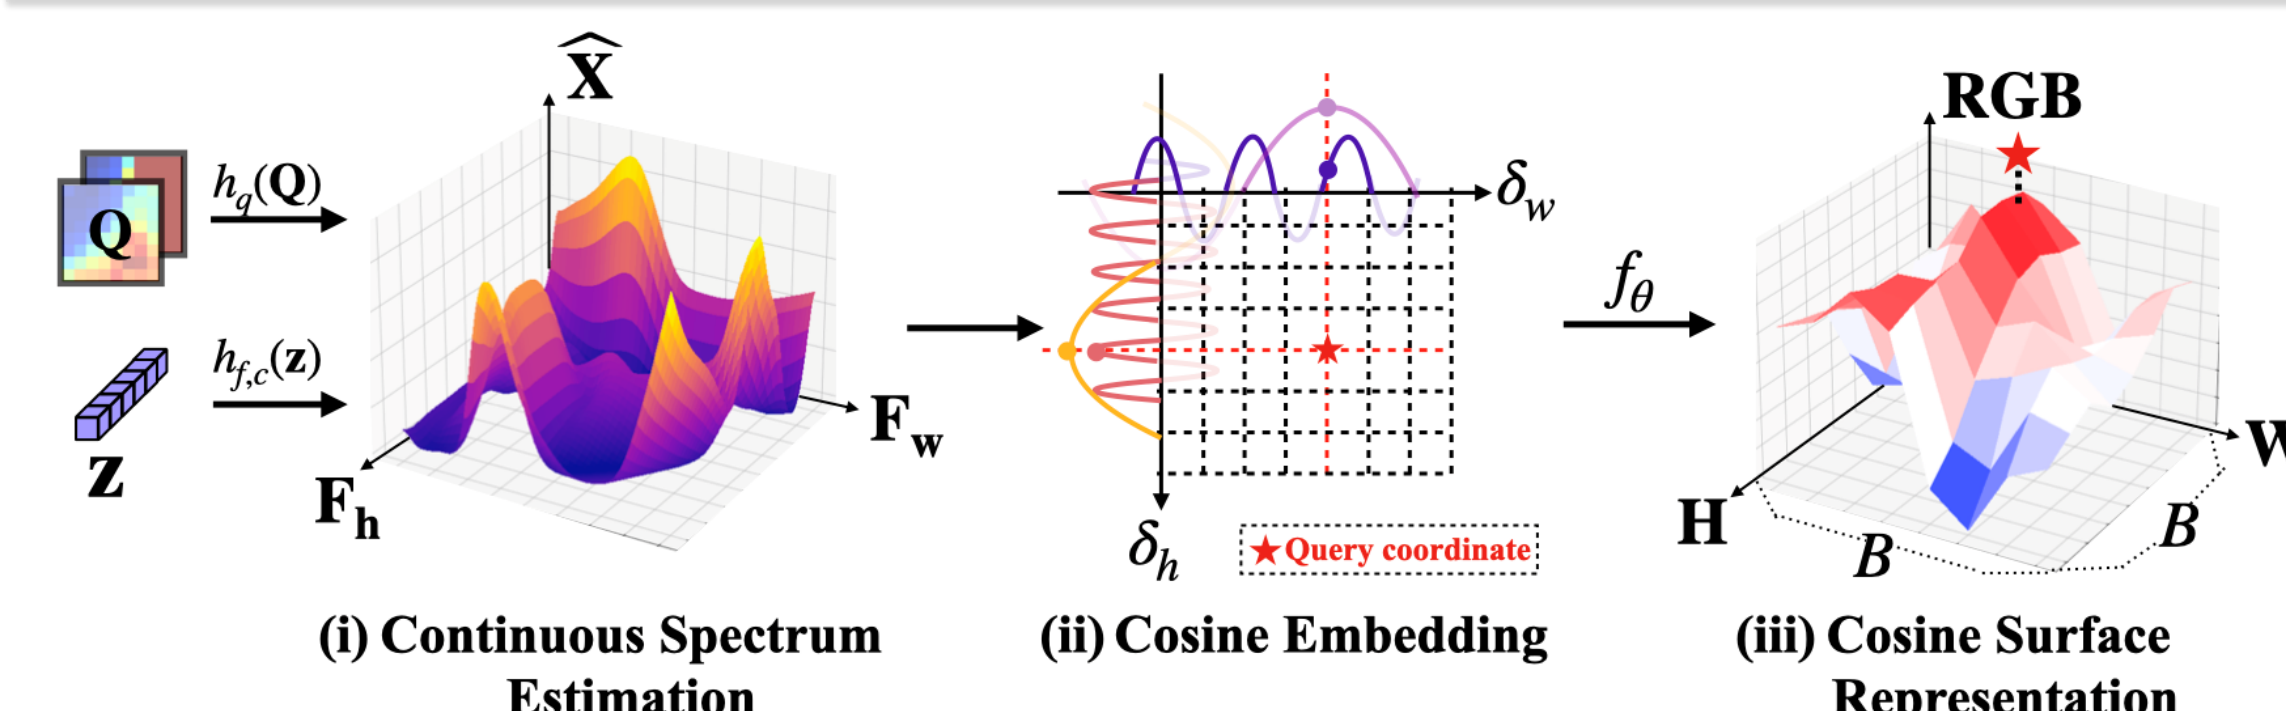 X̂
RGB
h_q(Q)
Q
δ_w
f_θ
h_{f,c}(z)
F_w
z
F_h
W
H
B
B
δ_h
★Query coordinate
(i) Continuous Spectrum
Estimation
(ii) Cosine Embedding
(iii) Cosine Surface
Representation